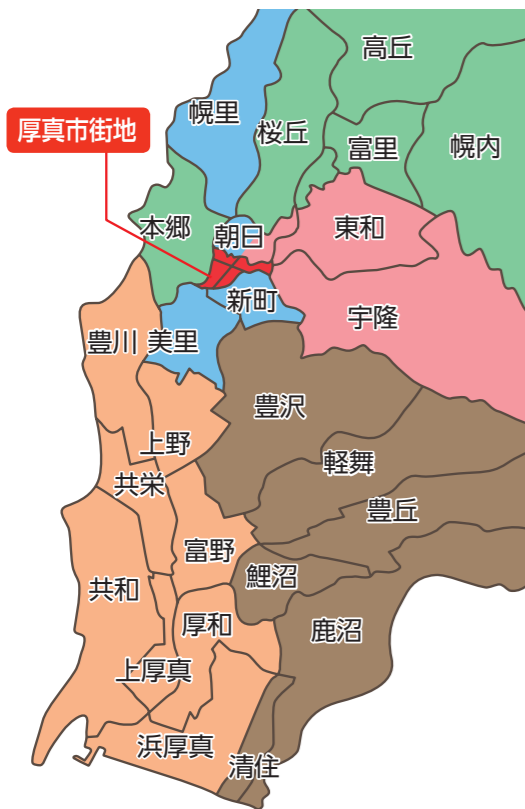 高丘
幌里
桜丘
厚真市街地
富里
幌内
本郷
朝日
東和
新町
宇隆
豊川
美里
豊沢
上野
軽舞
共栄
豊丘
富野
鯉沼
共和
厚和
鹿沼
上厚真
浜厚真
清住